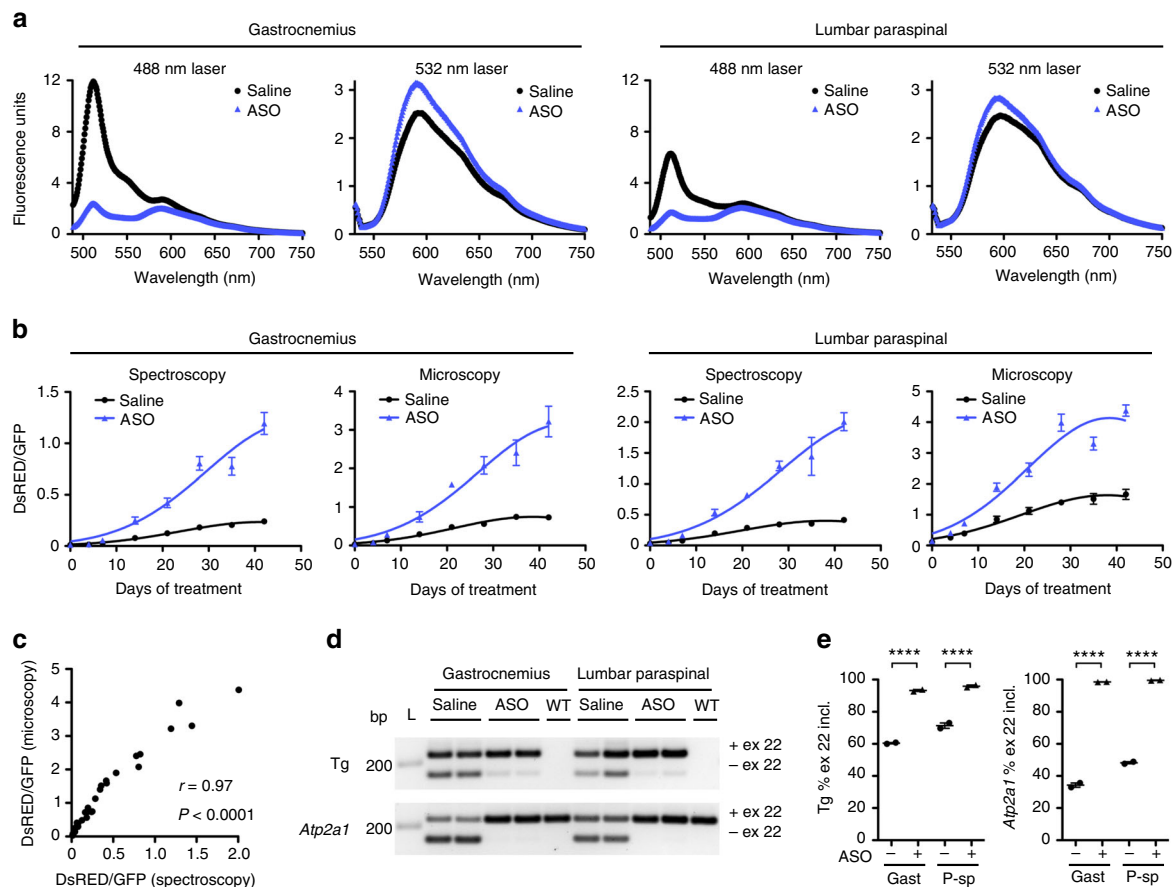 a
Gastrocnemius
Lumbar paraspinal
488 nm laser
532 nm laser
488 nm laser
532 nm laser
Saline
ASO
Saline
ASO
Saline
ASO
Saline
ASO
Fluorescence units
12
8
4
0
500 550 600 650 700 750
Wavelength (nm)
3
2
1
0
550 600 650 700 750
Wavelength (nm)
12
8
4
0
500 550 600 650 700 750
Wavelength (nm)
3
2
1
0
550 600 650 700 750
Wavelength (nm)
b
Gastrocnemius
Lumbar paraspinal
Spectroscopy
Microscopy
Spectroscopy
Microscopy
Saline
ASO
Saline
ASO
Saline
ASO
Saline
ASO
DsRED/GFP
1.5
1.0
0.5
0
0 10 20 30 40 50
Days of treatment
4
3
2
1
0
0 10 20 30 40 50
Days of treatment
2.5
2.0
1.5
1.0
0.5
0
0 10 20 30 40 50
Days of treatment
5
4
3
2
1
0
0 10 20 30 40 50
Days of treatment
c
DsRED/GFP (microscopy)
5
4
3
2
1
0
r = 0.97
P < 0.0001
0 0.5 1.0 1.5 2.0
DsRED/GFP (spectroscopy)
d
Gastrocnemius Lumbar paraspinal
bp L Saline ASO WT Saline ASO WT
Tg 200
+ ex 22
− ex 22
Atp2a1 200
+ ex 22
− ex 22
e
**** ****
Tg % ex 22 incl.
100
80
60
40
20
0
ASO − + − +
Gast P-sp
**** ****
Atp2a1 % ex 22 incl.
100
80
60
40
20
0
− + − +
Gast P-sp